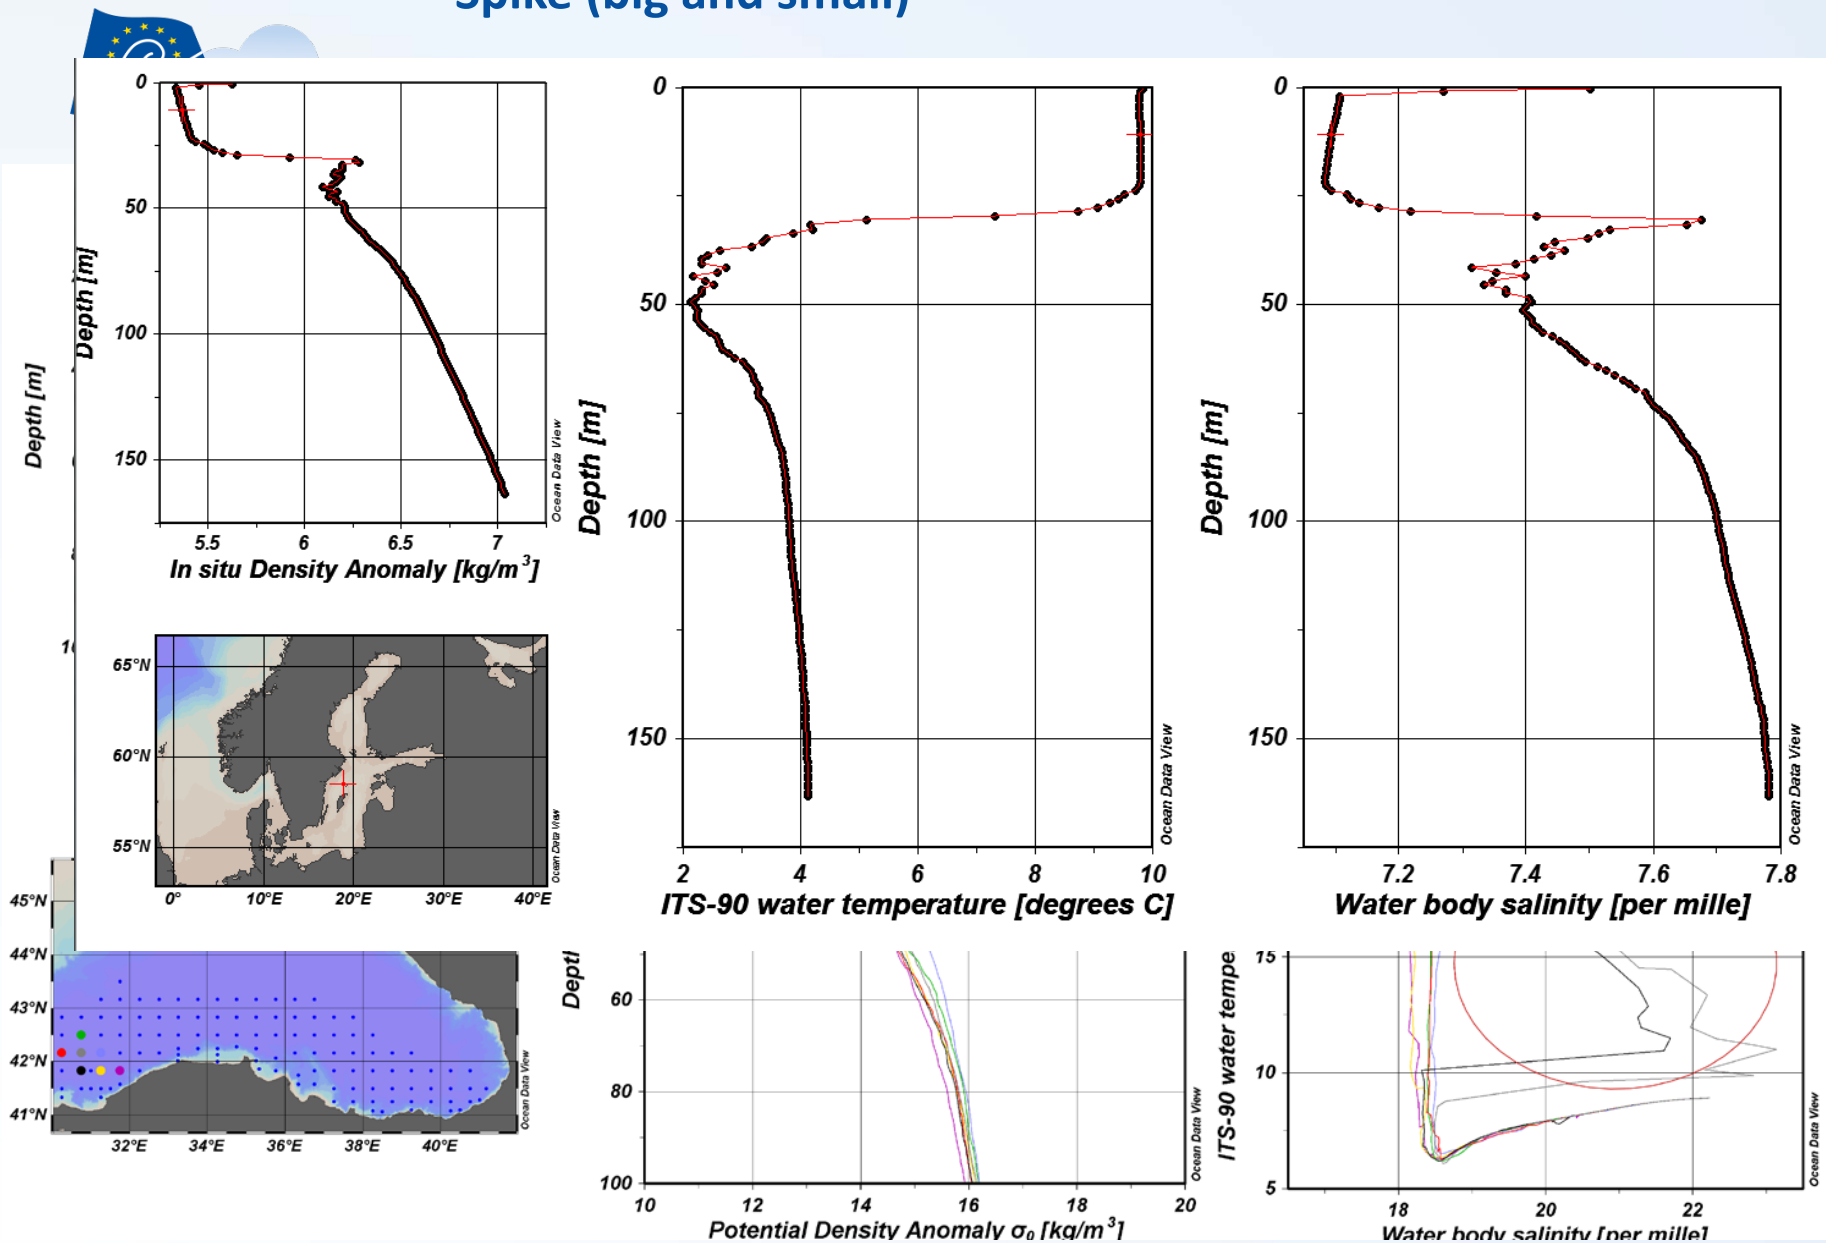 Spike (big and small)
0
50
100
150
Depth [m]
5.5 6 6.5 7
In situ Density Anomaly [kg/m³]
Ocean Data View
0
50
100
150
Depth [m]
2 4 6 8 10
ITS-90 water temperature [degrees C]
Ocean Data View
0
50
100
150
Depth [m]
7.2 7.4 7.6 7.8
Water body salinity [per mille]
Ocean Data View
Depth [m]
65°N
60°N
55°N
0° 10°E 20°E 30°E 40°E
Ocean Data View
45°N
44°N
43°N
42°N
41°N
32°E 34°E 36°E 38°E 40°E
Ocean Data View
60
80
100
10 12 14 16 18 20
Potential Density Anomaly σ₀ [kg/m³]
Ocean Data View
ITS-90 water tempe
15
10
5
18 20 22
Water body salinity [per mille]
Ocean Data View